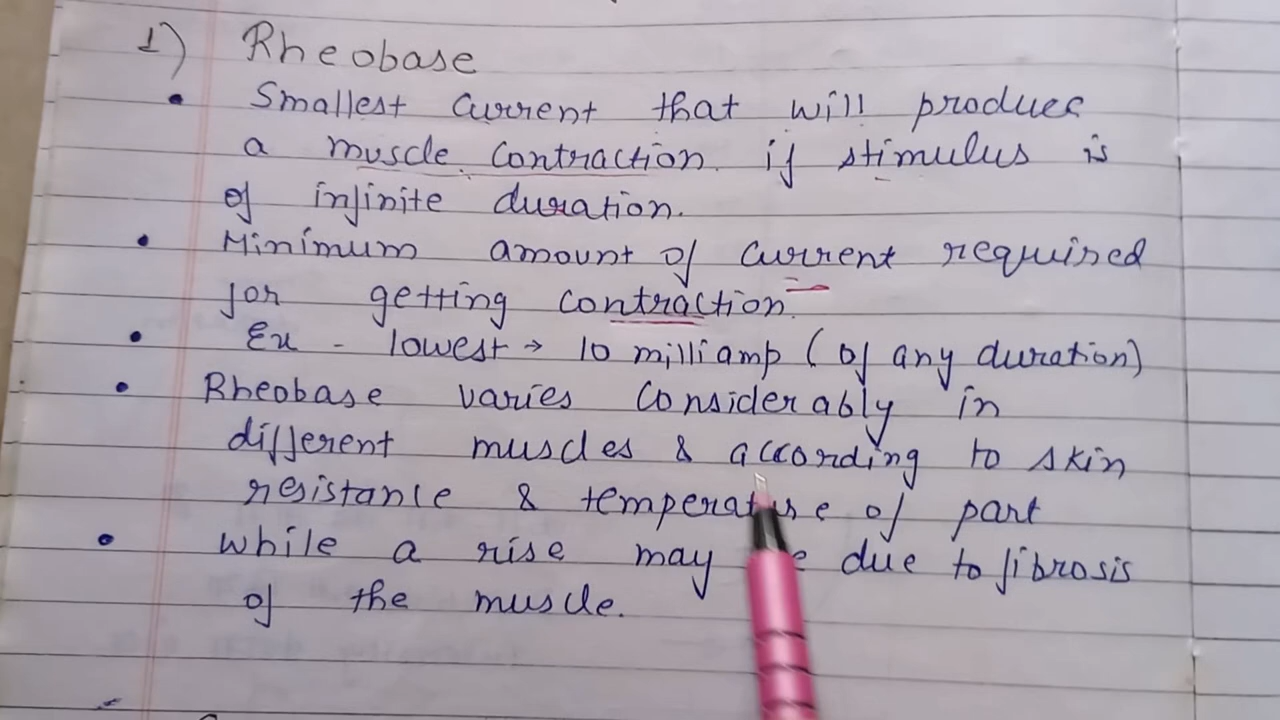 1) Rheobase
• Smallest current that will produce
a muscle contraction if stimulus is
of infinite duration.
• Minimum amount of current required
for getting contraction.
• Ex - lowest → 10 milliamp (of any duration)
• Rheobase varies considerably in
different muscles & according to skin
resistance & temperature of part
• while a rise may be due to fibrosis
of the muscle.